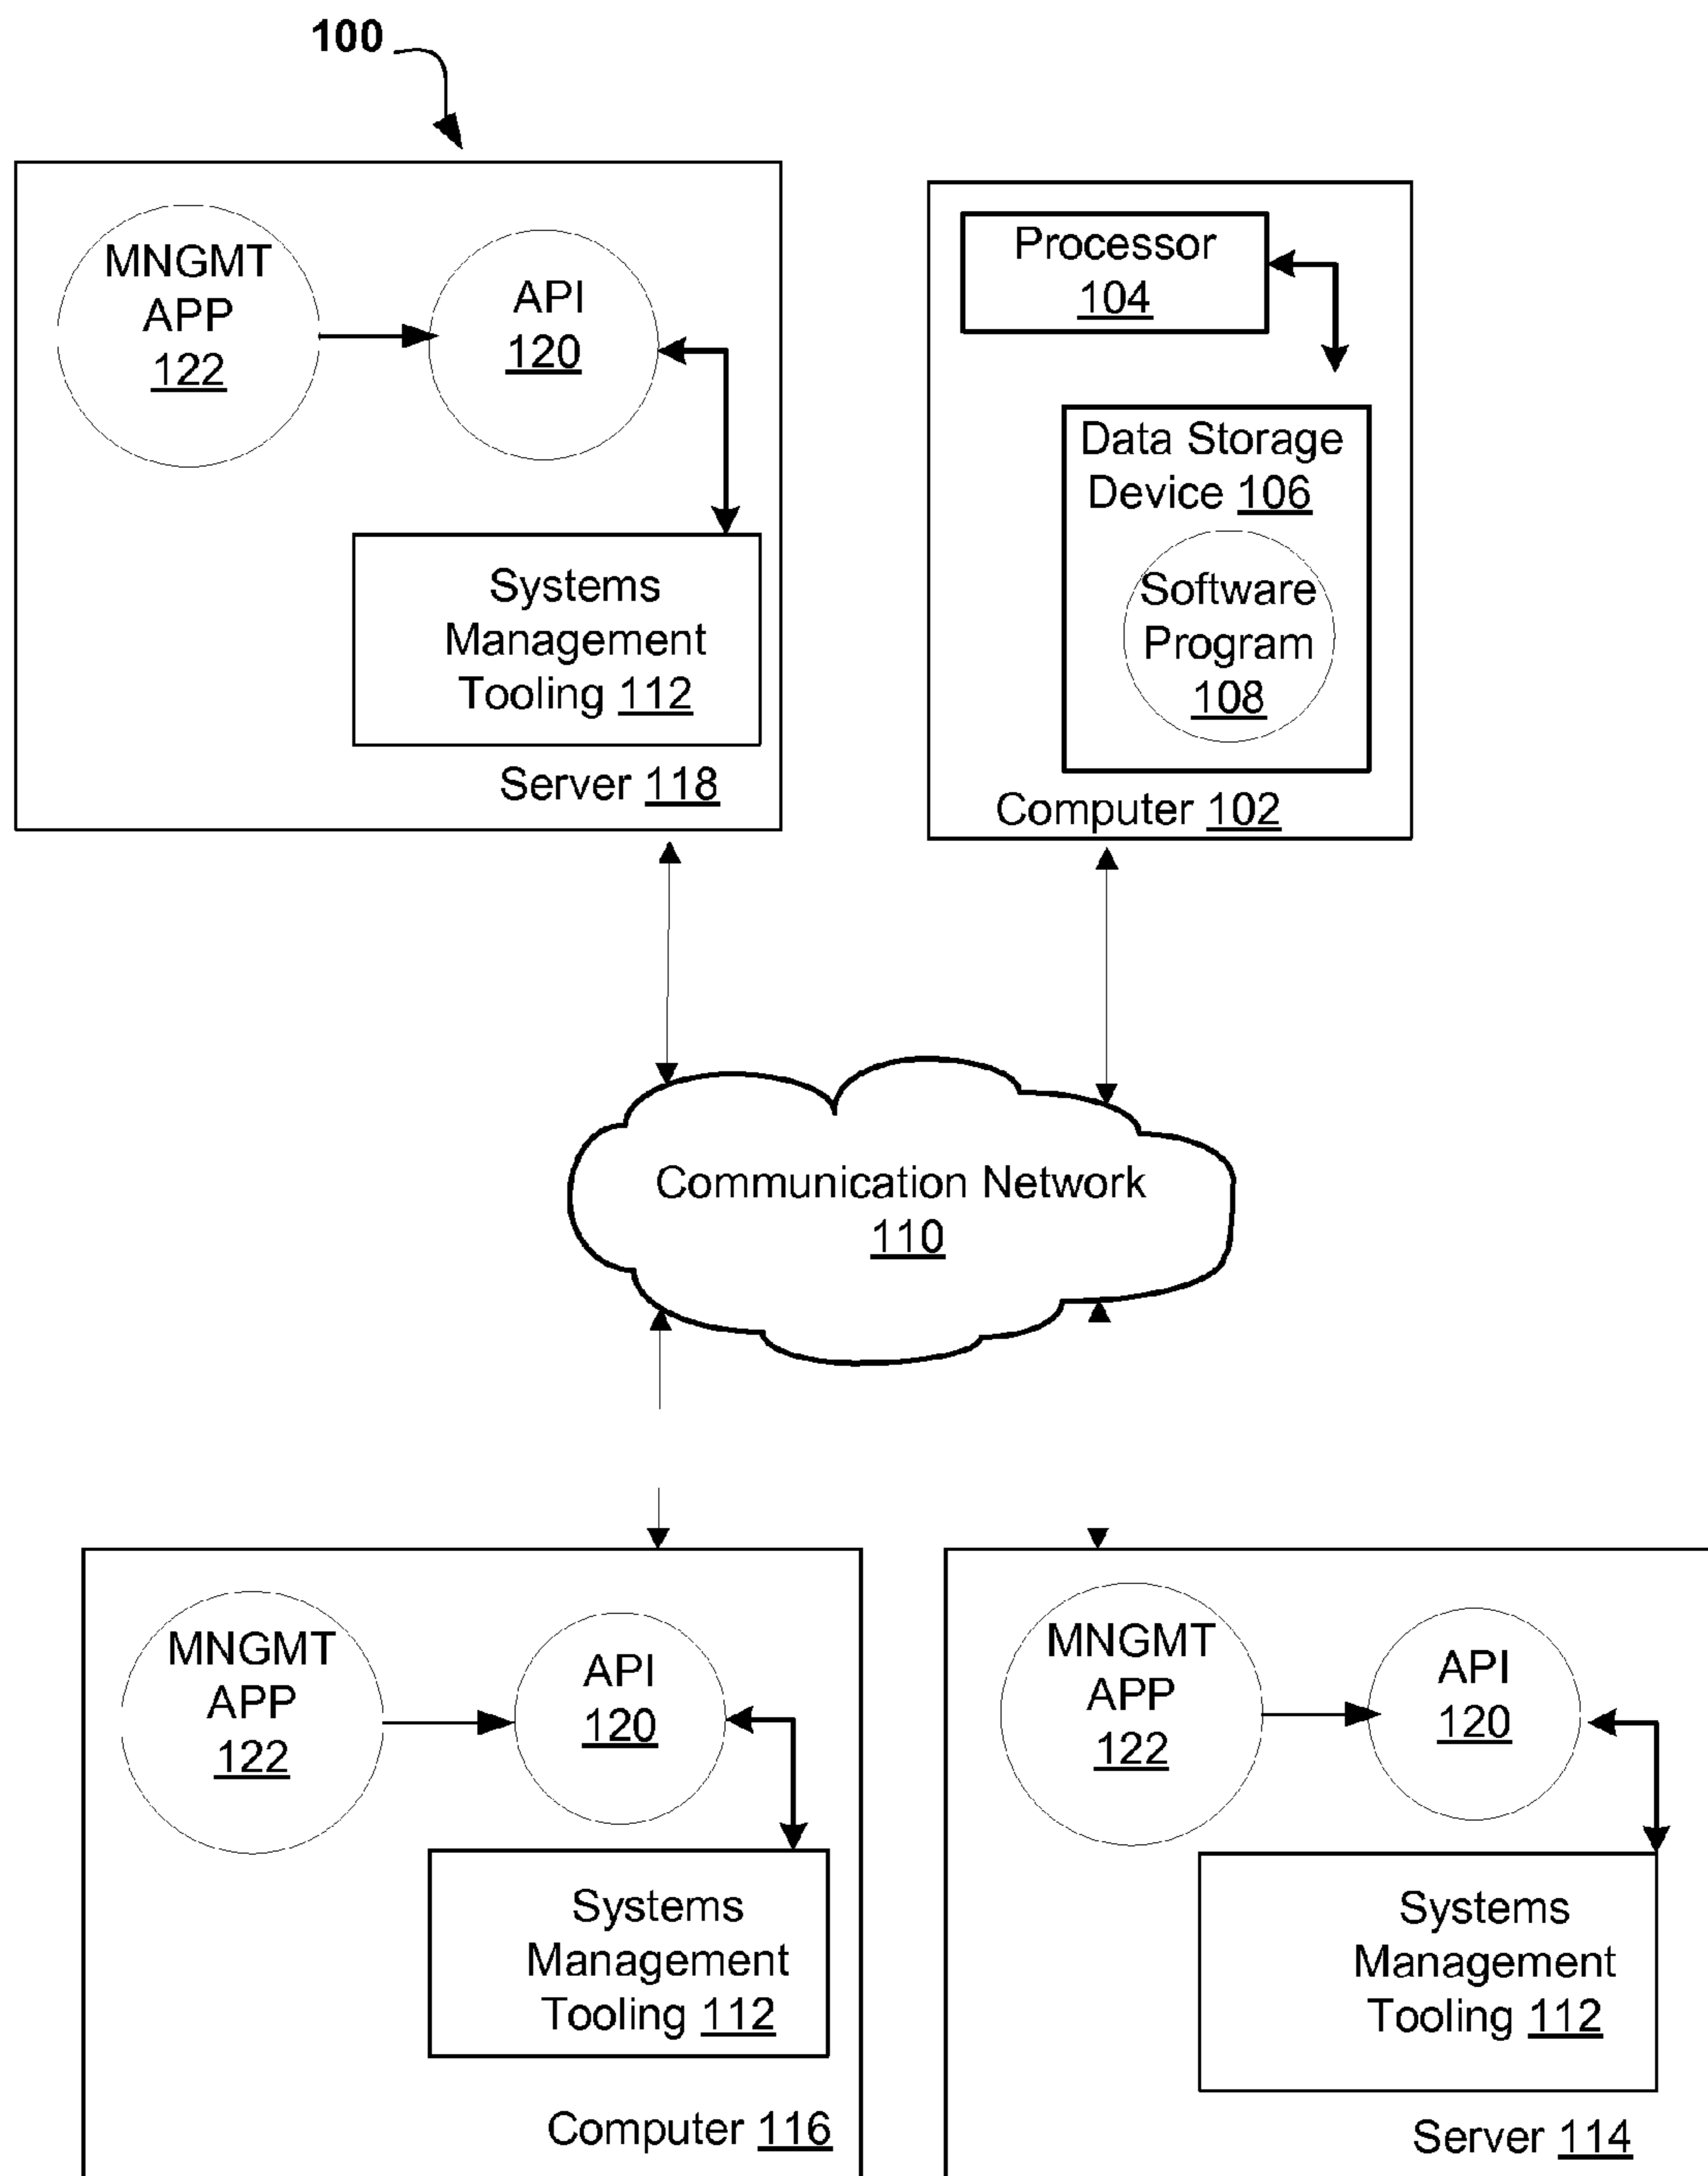 100
MNGMT
APP
122
API
120
Systems
Management
Tooling 112
Server 118
Processor
104
Data Storage
Device 106
Software
Program
108
Computer 102
Communication Network
110
MNGMT
APP
122
API
120
Systems
Management
Tooling 112
Computer 116
MNGMT
APP
122
API
120
Systems
Management
Tooling 112
Server 114